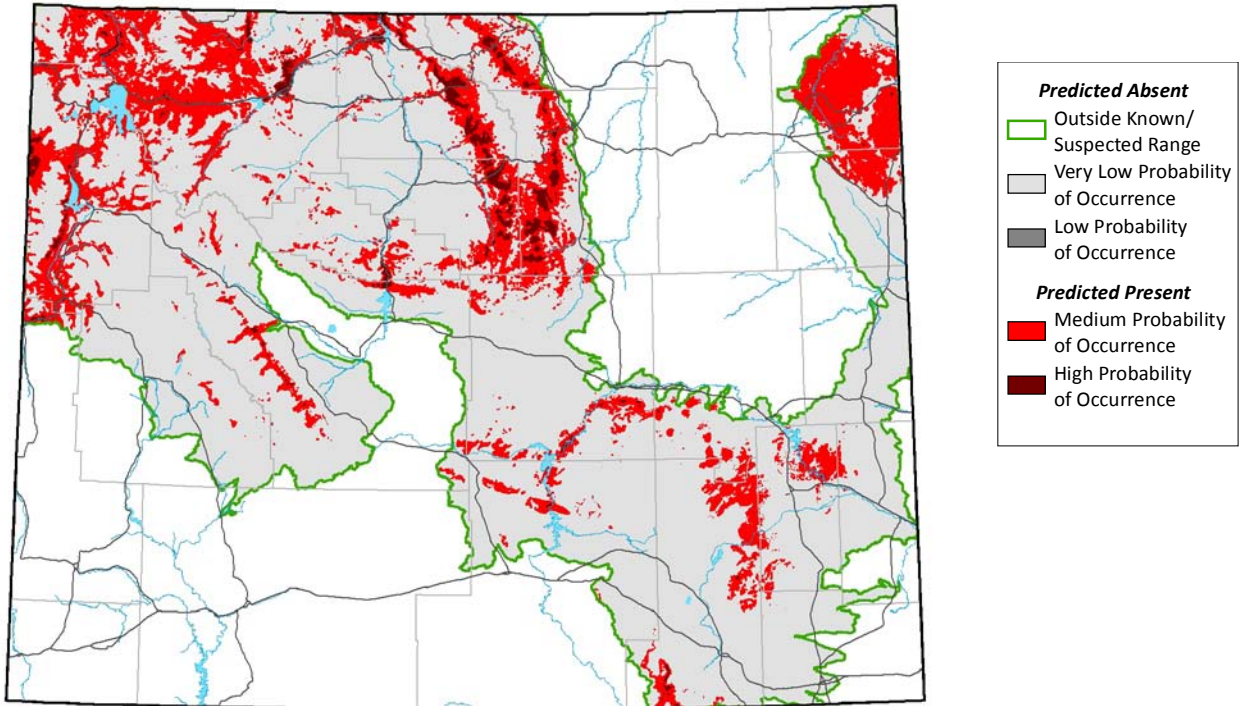 Predicted Absent
Outside Known/
Suspected Range
Very Low Probability
of Occurrence
Low Probability
of Occurrence
Predicted Present
Medium Probability
of Occurrence
High Probability
of Occurrence